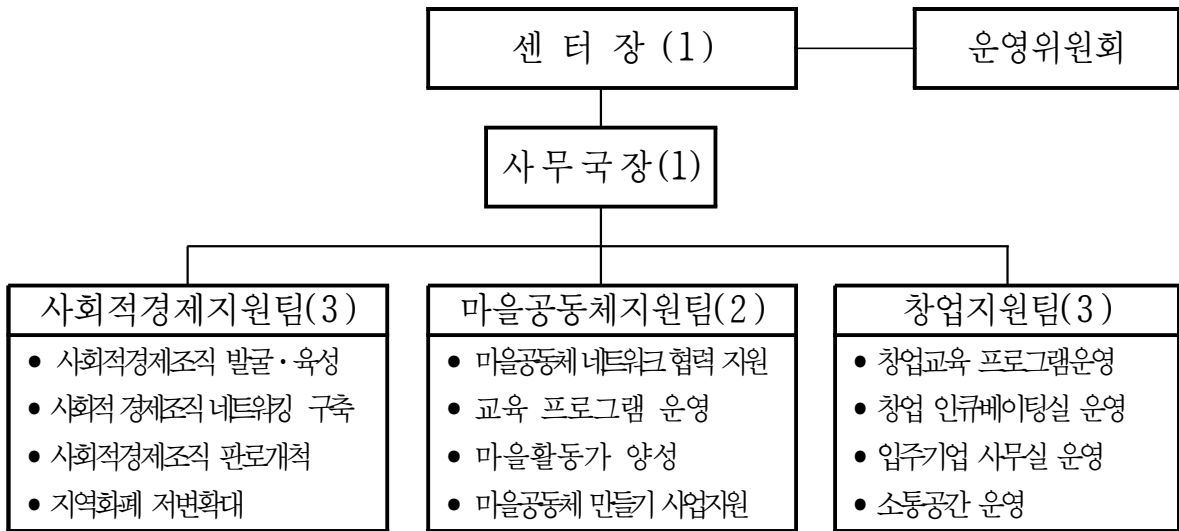 센 터 장 (1)
운영위원회
사무국장(1)
사회적경제지원팀(3)
• 사회적경제조직 발굴·육성
• 사회적 경제조직 네트워킹 구축
• 사회적경제조직 판로개척
• 지역화폐 저변확대
마을공동체지원팀(2)
• 마을공동체 네트워크 협력 지원
• 교육 프로그램 운영
• 마을활동가 양성
• 마을공동체 만들기 사업지원
창업지원팀(3)
• 창업교육 프로그램운영
• 창업 인큐베이팅실 운영
• 입주기업 사무실 운영
• 소통공간 운영